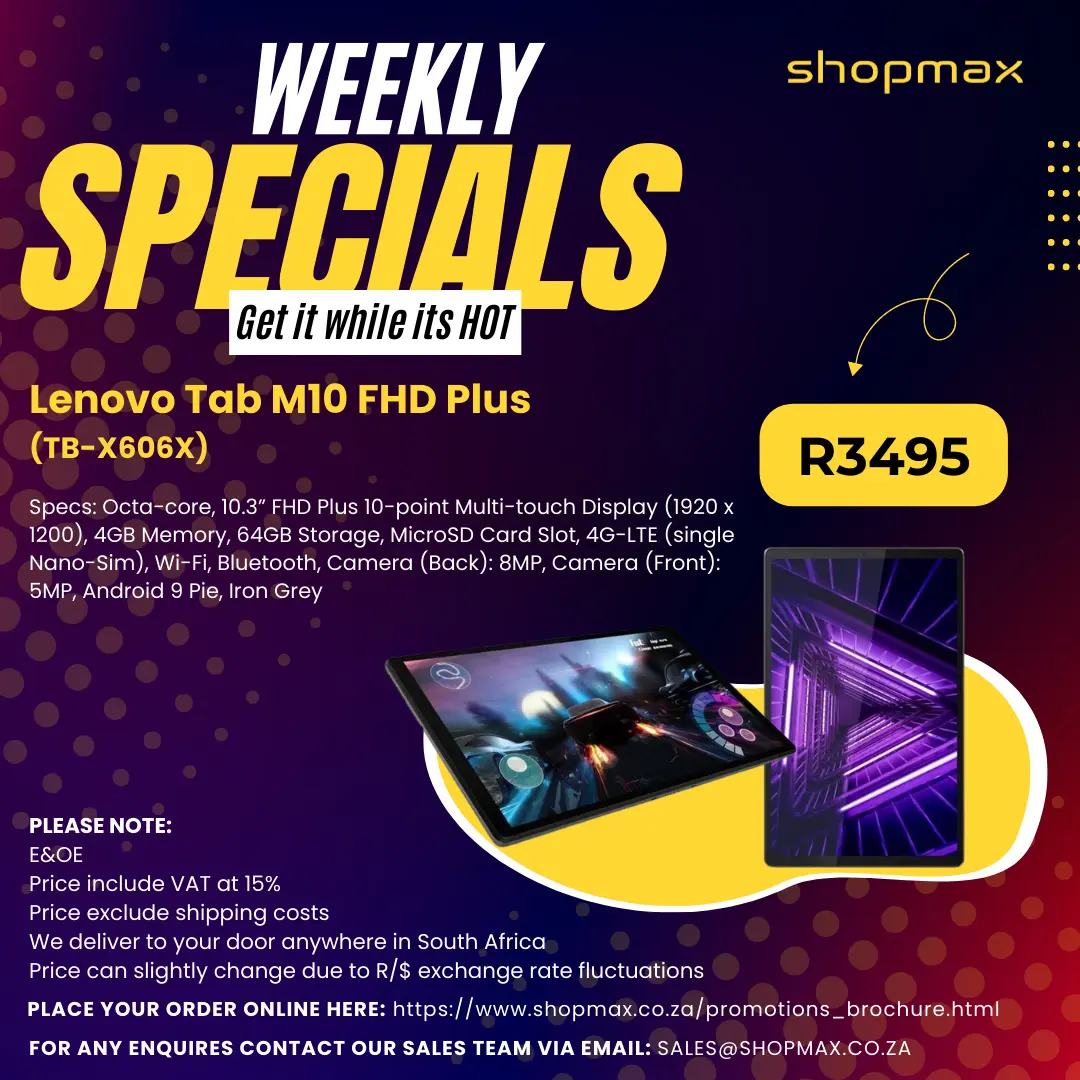 WEEKLY
shopmax
SPECIALS
Get it while its HOT
Lenovo Tab M10 FHD Plus
(TB-X606X)
R3495
Specs: Octa-core, 10.3” FHD Plus 10-point Multi-touch Display (1920 x
1200), 4GB Memory, 64GB Storage, MicroSD Card Slot, 4G-LTE (single
Nano-Sim), Wi-Fi, Bluetooth, Camera (Back): 8MP, Camera (Front):
5MP, Android 9 Pie, Iron Grey
PLEASE NOTE:
E&OE
Price include VAT at 15%
Price exclude shipping costs
We deliver to your door anywhere in South Africa
Price can slightly change due to R/$ exchange rate fluctuations
PLACE YOUR ORDER ONLINE HERE: https://www.shopmax.co.za/promotions_brochure.html
FOR ANY ENQUIRES CONTACT OUR SALES TEAM VIA EMAIL: SALES@SHOPMAX.CO.ZA